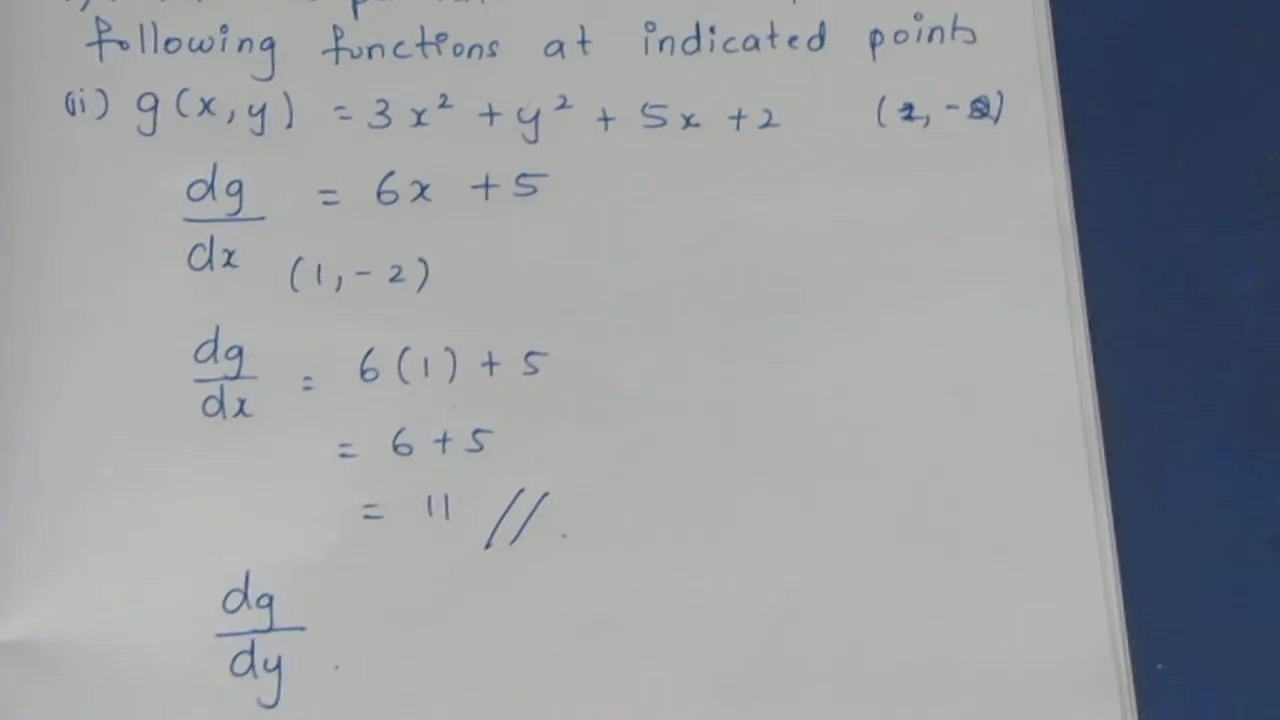 following functions at indicated points
(ii) g(x,y) = 3x² + y² + 5x + 2
dg/dx = 6x + 5
(1, -2)
dg/dx = 6(1) + 5
= 6 + 5
= 11 //.
dg/dy